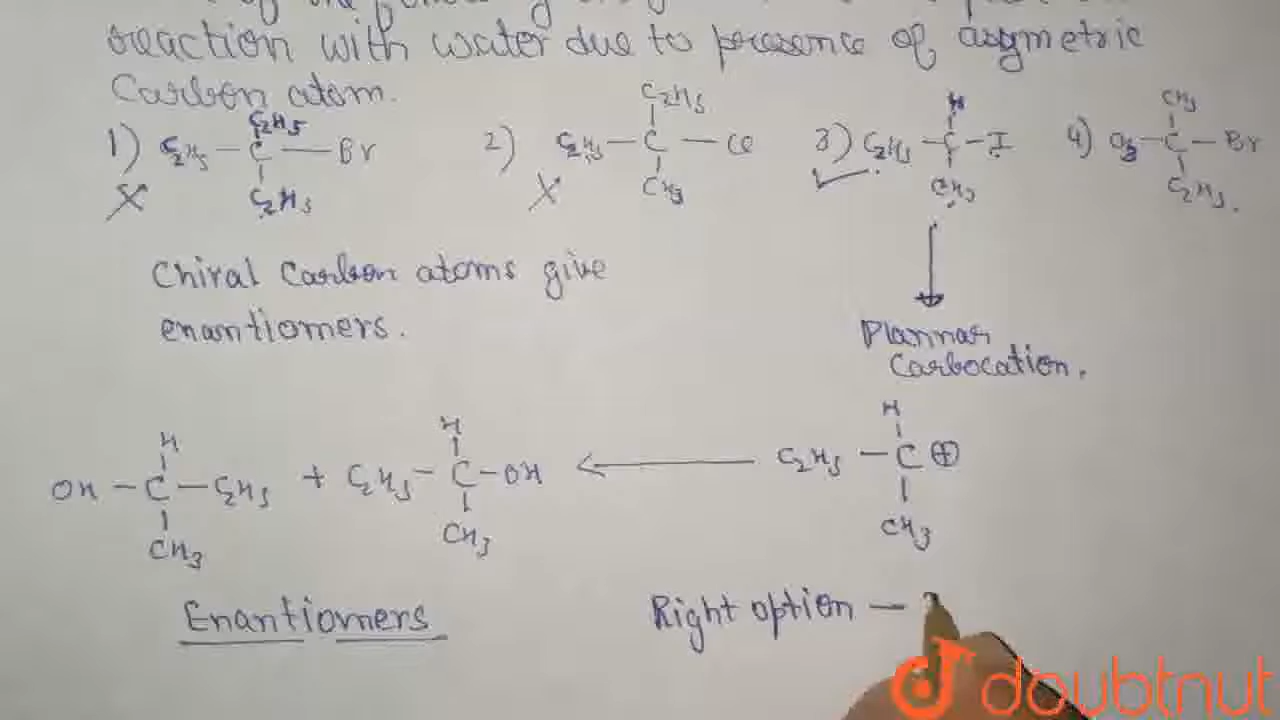 reaction with water due to presence of asymetric
Carbon atom.
1) C2H5 – C – Br 2) C2H5 – C – Cl 3) C2H5 – C – I 4) CH3 – C – Br
C2H5 C2H5 H CH3
C2H5 CH3 CH3 C2H5.
Chiral Carbon atoms give
enantiomers.
Plannar
Carbocation.
H
C2H5 – C ⊕
CH3
H H
OH – C – C2H5 + C2H5 – C – OH
CH3 CH3
Enantiomers
Right option –
doubtnut